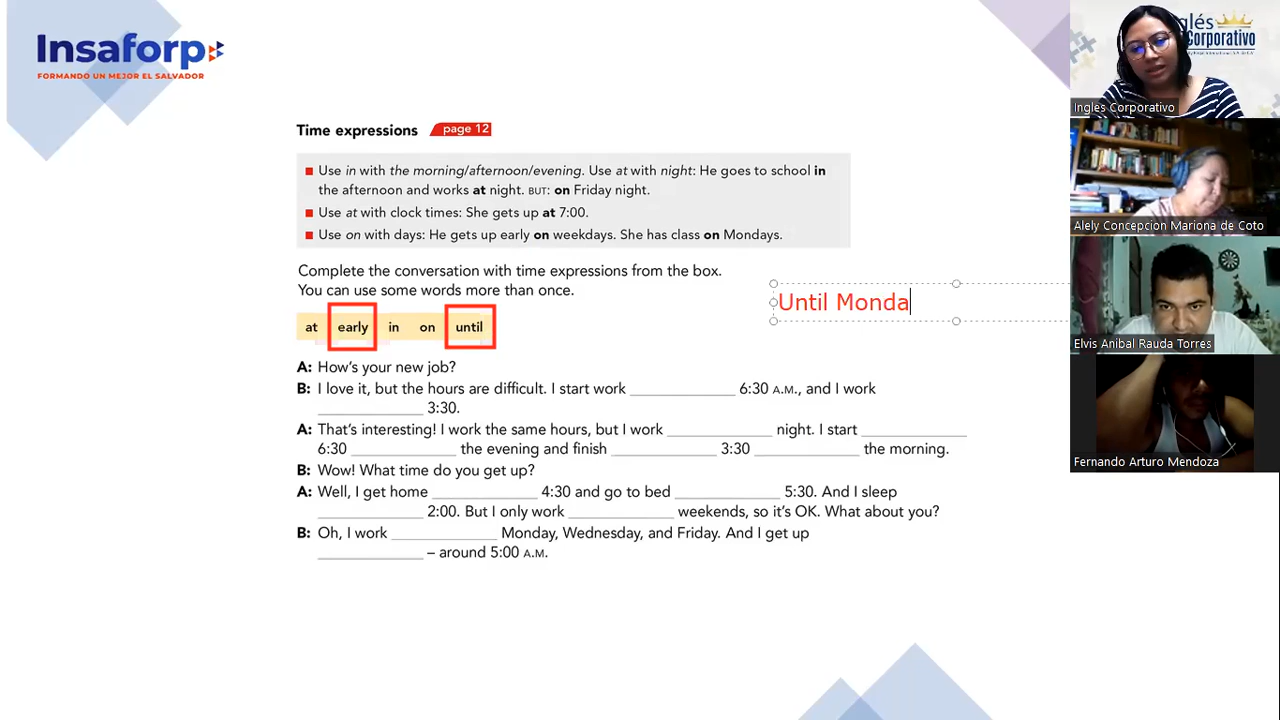 Insaforp
FORMANDO UN MEJOR EL SALVADOR
Time expressions page 12
Use in with the morning/afternoon/evening. Use at with night: He goes to school in
the afternoon and works at night. BUT: on Friday night.
Use at with clock times: She gets up at 7:00.
Use on with days: He gets up early on weekdays. She has class on Mondays.
Complete the conversation with time expressions from the box.
You can use some words more than once.
Until Monda
at early in on until
A: How's your new job?
B: I love it, but the hours are difficult. I start work ____________ 6:30 A.M., and I work
____________ 3:30.
A: That's interesting! I work the same hours, but I work ____________ night. I start ____________
6:30 ____________ the evening and finish ____________ 3:30 ____________ the morning.
B: Wow! What time do you get up?
A: Well, I get home ____________ 4:30 and go to bed ____________ 5:30. And I sleep
____________ 2:00. But I only work ____________ weekends, so it's OK. What about you?
B: Oh, I work ____________ Monday, Wednesday, and Friday. And I get up
____________ – around 5:00 A.M.
Inglés
Corporativo
Ingles Corporativo
Alely Concepcion Mariona de Coto
Elvis Anibal Rauda Torres
Fernando Arturo Mendoza